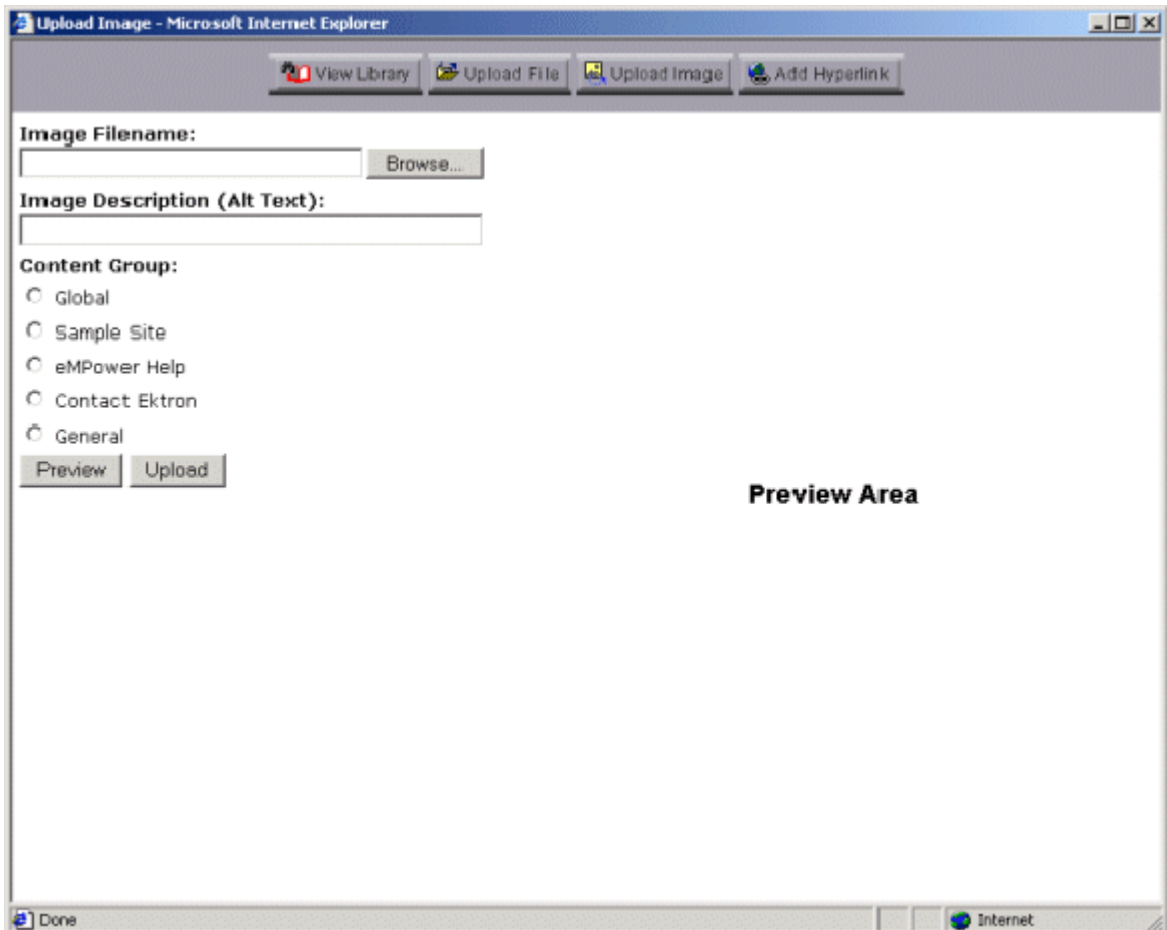 Upload Image - Microsoft Internet Explorer
View Library Upload File Upload Image Add Hyperlink
Image Filename:
Browse...
Image Description (Alt Text):
Content Group:
Global
Sample Site
eMPower Help
Contact Ektron
General
Preview Upload
Preview Area
Done Internet